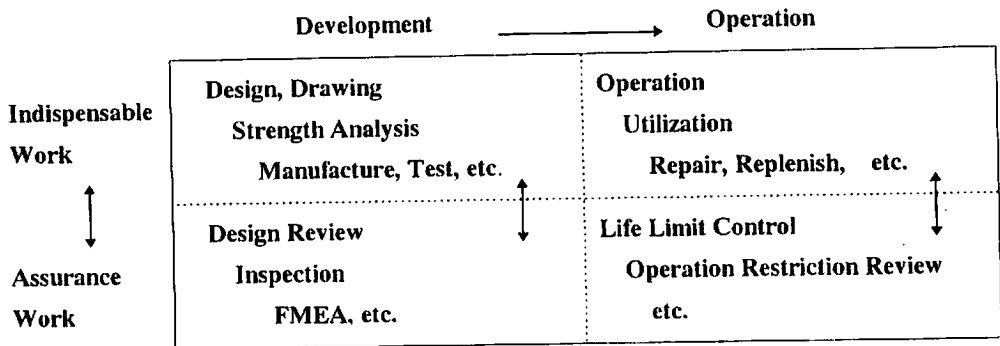 Development Operation
Indispensable
Work
Design, Drawing
Strength Analysis
Manufacture, Test, etc.
Operation
Utilization
Repair, Replenish, etc.
Assurance
Work
Design Review
Inspection
FMEA, etc.
Life Limit Control
Operation Restriction Review
etc.